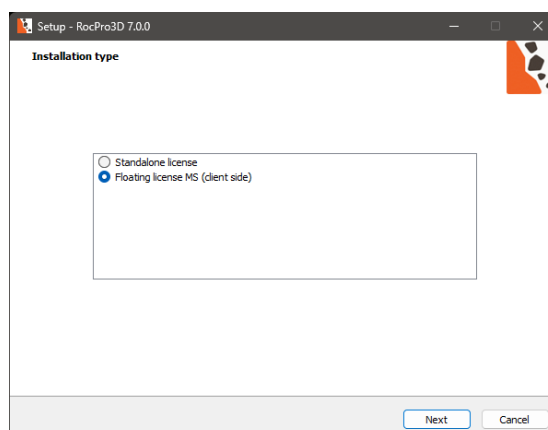 Setup - RocPro3D 7.0.0
Installation type
Standalone license
Floating license MS (client side)
Next
Cancel